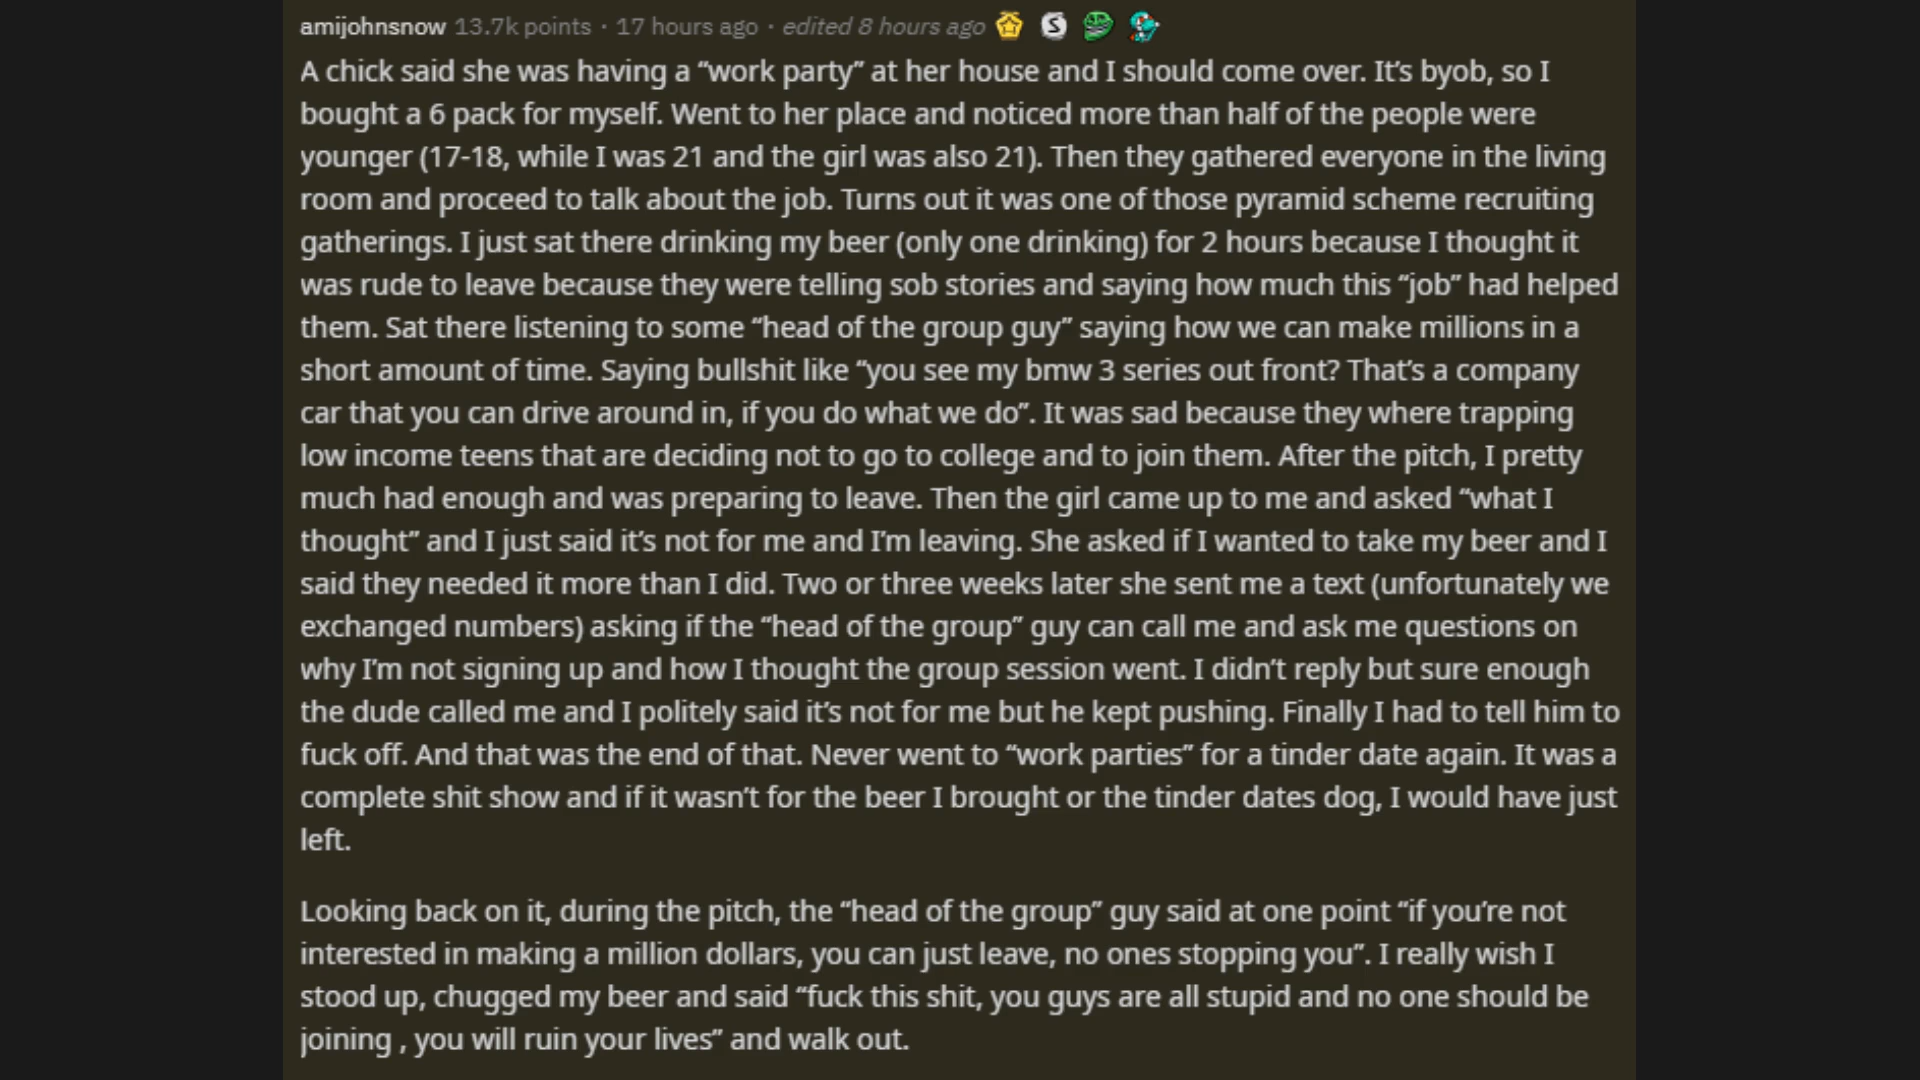 amijohnsnow 13.7k points · 17 hours ago · edited 8 hours ago S
A chick said she was having a “work party” at her house and I should come over. It’s byob, so I
bought a 6 pack for myself. Went to her place and noticed more than half of the people were
younger (17-18, while I was 21 and the girl was also 21). Then they gathered everyone in the living
room and proceed to talk about the job. Turns out it was one of those pyramid scheme recruiting
gatherings. I just sat there drinking my beer (only one drinking) for 2 hours because I thought it
was rude to leave because they were telling sob stories and saying how much this “job” had helped
them. Sat there listening to some “head of the group guy” saying how we can make millions in a
short amount of time. Saying bullshit like “you see my bmw 3 series out front? That’s a company
car that you can drive around in, if you do what we do”. It was sad because they where trapping
low income teens that are deciding not to go to college and to join them. After the pitch, I pretty
much had enough and was preparing to leave. Then the girl came up to me and asked “what I
thought” and I just said it’s not for me and I’m leaving. She asked if I wanted to take my beer and I
said they needed it more than I did. Two or three weeks later she sent me a text (unfortunately we
exchanged numbers) asking if the “head of the group” guy can call me and ask me questions on
why I’m not signing up and how I thought the group session went. I didn’t reply but sure enough
the dude called me and I politely said it’s not for me but he kept pushing. Finally I had to tell him to
fuck off. And that was the end of that. Never went to “work parties” for a tinder date again. It was a
complete shit show and if it wasn’t for the beer I brought or the tinder dates dog, I would have just
left.
Looking back on it, during the pitch, the “head of the group” guy said at one point “if you’re not
interested in making a million dollars, you can just leave, no ones stopping you”. I really wish I
stood up, chugged my beer and said “fuck this shit, you guys are all stupid and no one should be
joining , you will ruin your lives” and walk out.